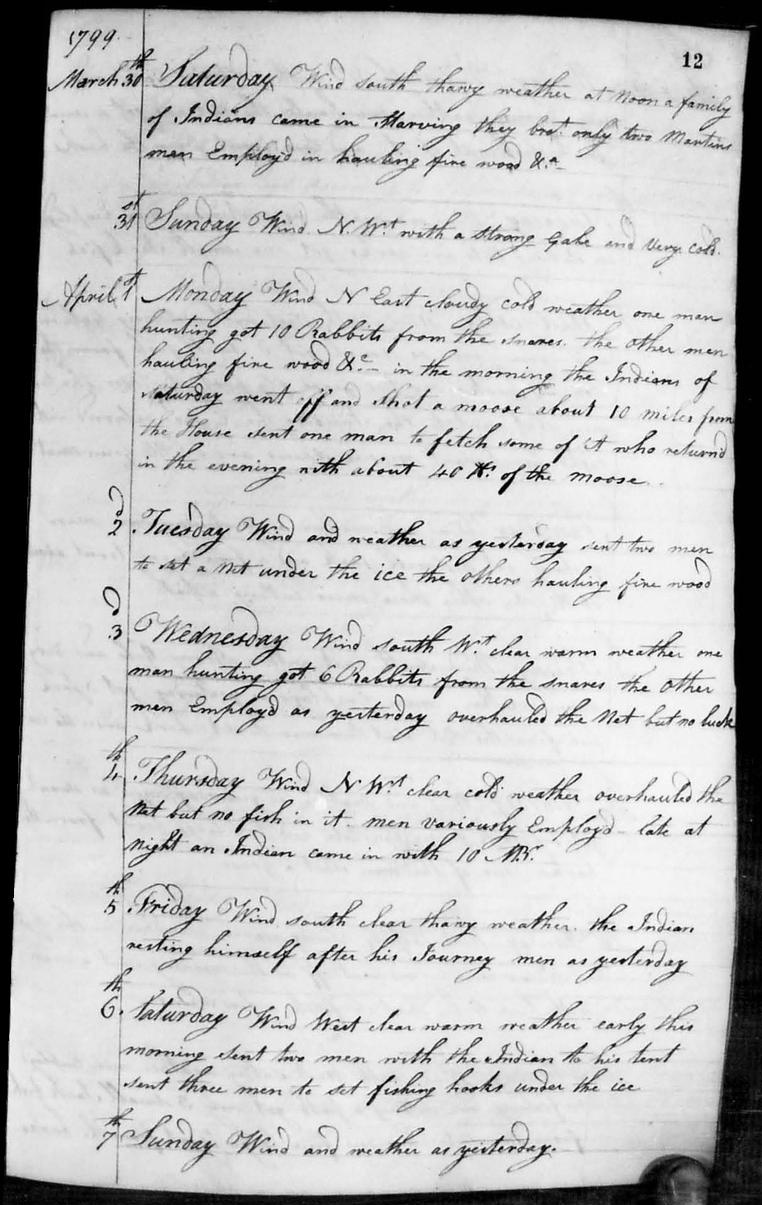 1799.
12
March 30th Saturday Wind south thawy weather at Noon a family
of Indians came in starving they brot. only two Martins
men Employ'd in hauling fire wood &a
31st Sunday Wind N. Wt. with a strong Gale and very cold.
April 1st Monday Wind N East cloudy cold weather one man
hunting got 10 Rabbits from the snares. the other men
hauling fire wood &c in the morning the Indians of
saturday went off and shot a moose about 10 miles from
the House sent one man to fetch some of it who return'd
in the evening with about 40 lbs. of the moose.
2d Tuesday Wind and weather as yesterday sent two men
to set a Net under the ice the others hauling fire wood
3d Wednesday Wind south Wt. clear warm weather one
man hunting got 6 Rabbits from the snares the other
men Employd as yesterday overhauled the Net but no luck
4th Thursday Wind N Wt. clear cold weather overhauled the
Net but no fish in it. men variously Employd late at
Night an Indian came in with 10 MBr.
5th Friday Wind south clear thawy weather. the Indian
resting himself after his Journey men as yesterday
6th. Saturday Wind West clear warm weather early this
morning sent two men with the Indian to his tent
sent three men to set fishing hooks under the ice
7th Sunday Wind and weather as yesterday.